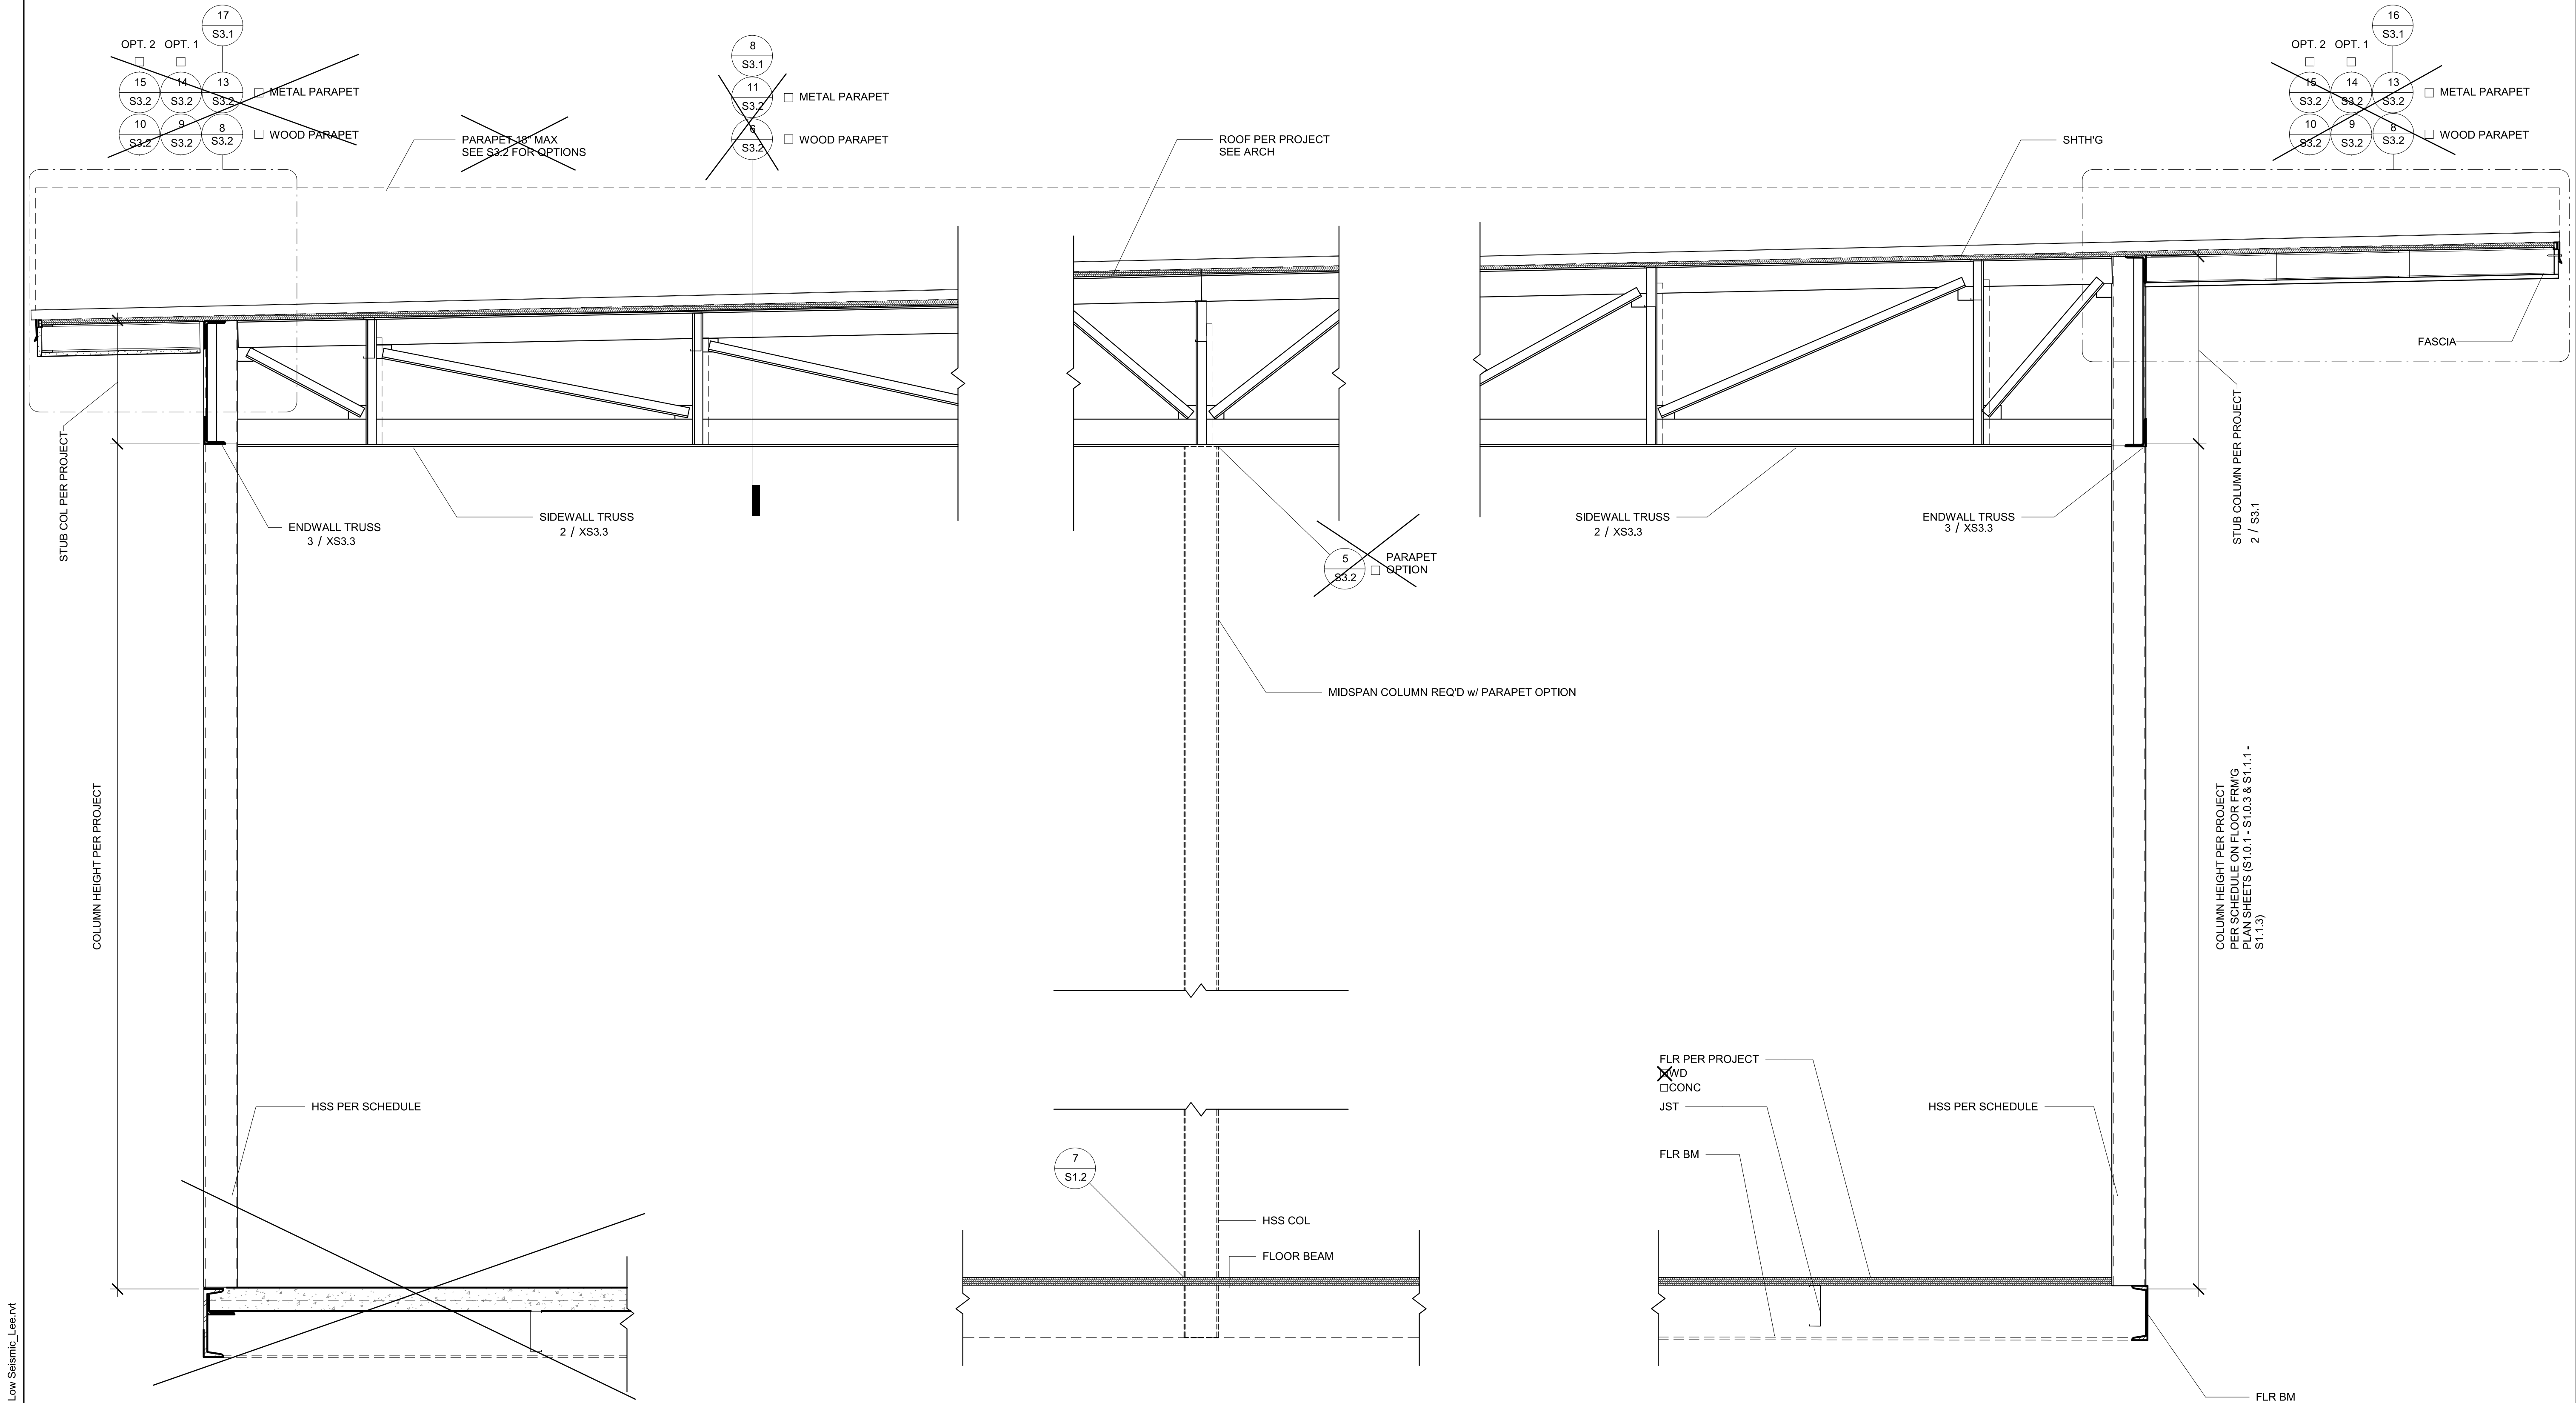 17
S3.1
OPT. 2 OPT. 1
15
S3.2
14
S3.2
13
S3.2
METAL PARAPET
10
S3.2
9
S3.2
8
S3.2
WOOD PARAPET
8
S3.1
11
S3.2
METAL PARAPET
6
S3.2
WOOD PARAPET
PARAPET 18" MAX
SEE S3.2 FOR OPTIONS
ROOF PER PROJECT
SEE ARCH
SHTH'G
16
S3.1
OPT. 2 OPT. 1
15
S3.2
14
S3.2
13
S3.2
METAL PARAPET
10
S3.2
9
S3.2
8
S3.2
WOOD PARAPET
FASCIA
STUB COL PER PROJECT
ENDWALL TRUSS
3 / XS3.3
SIDEWALL TRUSS
2 / XS3.3
5
S3.2
PARAPET
OPTION
SIDEWALL TRUSS
2 / XS3.3
ENDWALL TRUSS
3 / XS3.3
STUB COLUMN PER PROJECT
2 / S3.1
MIDSPAN COLUMN REQ'D w/ PARAPET OPTION
COLUMN HEIGHT PER PROJECT
COLUMN HEIGHT PER PROJECT
PER SCHEDULE ON FLOOR FRM'G
PLAN SHEETS (S1.0.1 - S1.0.3 & S1.1.1 -
S1.1.3)
HSS PER SCHEDULE
7
S1.2
HSS COL
FLOOR BEAM
FLR PER PROJECT
WD
CONC
JST
FLR BM
HSS PER SCHEDULE
FLR BM
Low Seismic_Lee.rvt